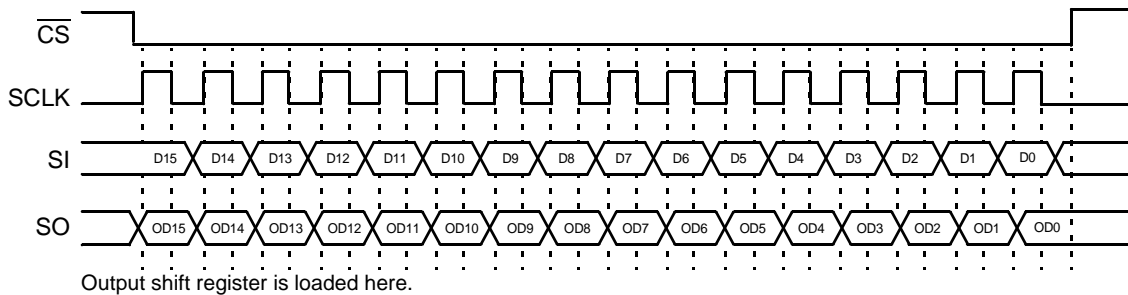 CS
SCLK
SI D15 D14 D13 D12 D11 D10 D9 D8 D7 D6 D5 D4 D3 D2 D1 D0
SO OD15 OD14 OD13 OD12 OD11 OD10 OD9 OD8 OD7 OD6 OD5 OD4 OD3 OD2 OD1 OD0
Output shift register is loaded here.